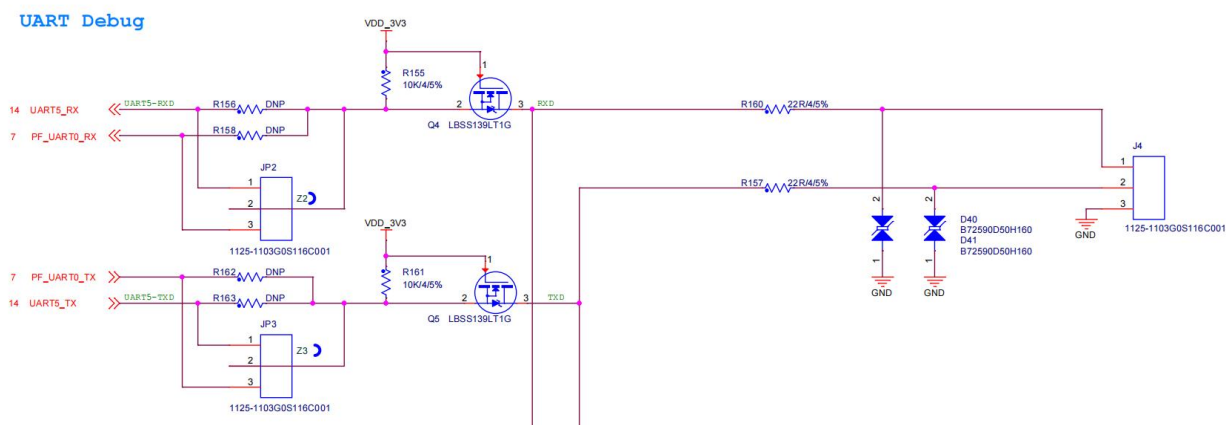 UART Debug
VDD_3V3
1
R155
10K/4/5%
14 UART5_RX UART5-RXD R156 DNP 2 3 RXD R160 22R/4/5%
7 PF_UART0_RX R158 DNP Q4 LBSS139LT1G
J4
1
2
3
1125-1103G0S116C001
GND
R157 22R/4/5%
JP2
1
2
3
Z2
1125-1103G0S116C001
2 2
D40
B72590D50H160
D41
B72590D50H160
1 1
GND GND
VDD_3V3
1
R161
10K/4/5%
7 PF_UART0_TX R162 DNP
14 UART5_TX UART5-TXD R163 DNP 2 3 TXD
Q5 LBSS139LT1G
JP3
1
2
3
Z3
1125-1103G0S116C001